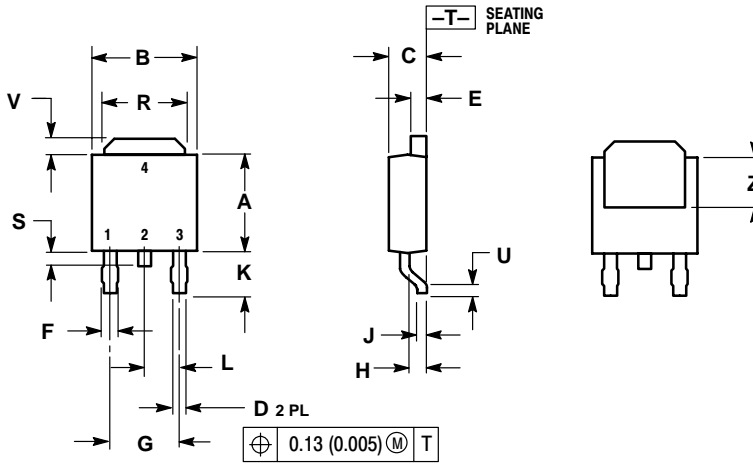 –T–
SEATING
PLANE
C
B
V
R
E
4
A
Z
S
1 2 3
K
U
F
J
L
H
D 2 PL
G
⌖ 0.13 (0.005) Ⓜ T